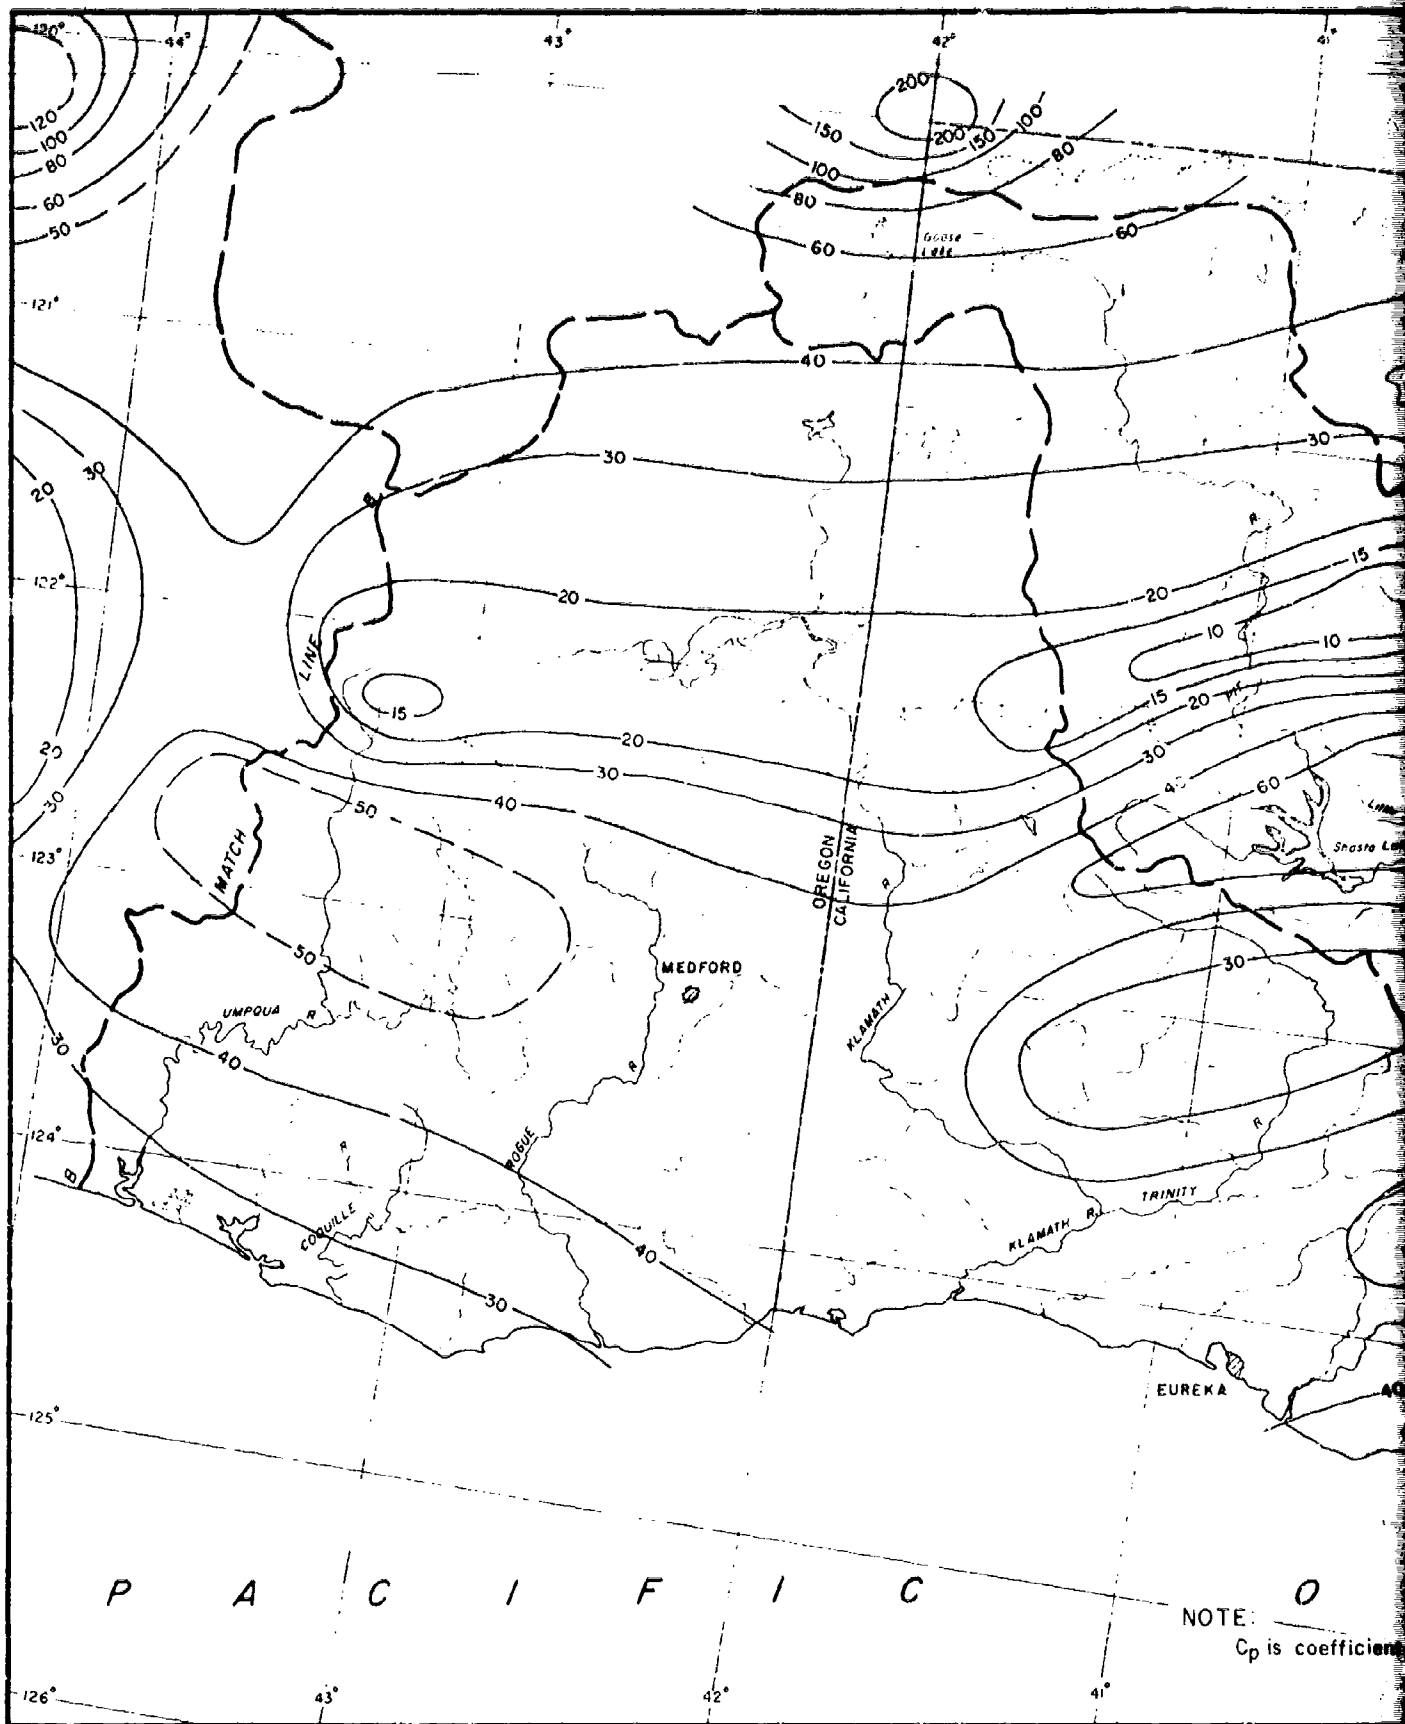 120° 44° 43° 42° 41°
200
120
150 200 150 100
100
80 100 80
60 80
50 60 60
Goose
Lake
121°
40
30 30
30
20
R
15
122° 20 20
10 10
LINE
15 15
20
20 20
30 30
30 40
40 60
50
MATCH
OREGON
CALIFORNIA
123°
Shasta
R
50 30
MEDFORD
UMPQUA R
KLAMATH
30
40
R
124°
R
ROGUE
R
B
TRINITY
COQUILLE
KLAMATH R.
40
30
EUREKA
40
125°
P A C I F I C O
NOTE:
Cp is coefficient
126° 43° 42° 41°